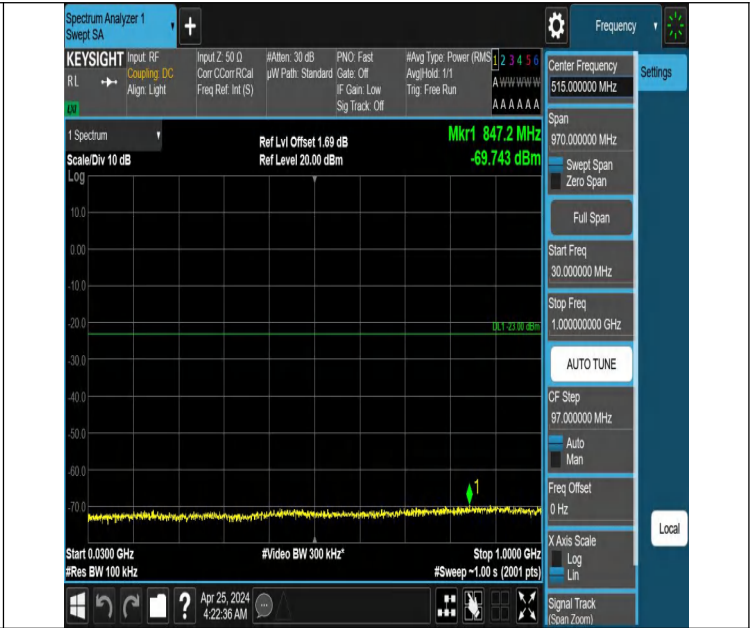 Spectrum Analyzer 1
Swept SA
+
Frequency
KEYSIGHT
RL
LXI
Input: RF
Coupling: DC
Align: Light
Input Z: 50 Ω
Corr CCorr RCal
Freq Ref: Int (S)
#Atten: 30 dB
µW Path: Standard
PNO: Fast
Gate: Off
IF Gain: Low
Sig Track: Off
#Avg Type: Power (RMS
Avg|Hold: 1/1
Trig: Free Run
1 2 3 4 5 6
A W W W W W
A A A A A A
1 Spectrum
Scale/Div 10 dB
Log
Ref Lvl Offset 1.69 dB
Ref Level 20.00 dBm
Mkr1 847.2 MHz
-69.743 dBm
10.0
0.00
-10.0
-20.0
DL1 -23.00 dBm
-30.0
-40.0
-50.0
-60.0
1
-70.0
Start 0.0300 GHz
#Res BW 100 kHz
#Video BW 300 kHz*
Stop 1.0000 GHz
#Sweep ~1.00 s (2001 pts)
Center Frequency
515.000000 MHz
Span
970.000000 MHz
Swept Span
Zero Span
Full Span
Start Freq
30.000000 MHz
Stop Freq
1.000000000 GHz
AUTO TUNE
CF Step
97.000000 MHz
Auto
Man
Freq Offset
0 Hz
X Axis Scale
Log
Lin
Signal Track
(Span Zoom)
Settings
Local
?
Apr 25, 2024
4:22:36 AM